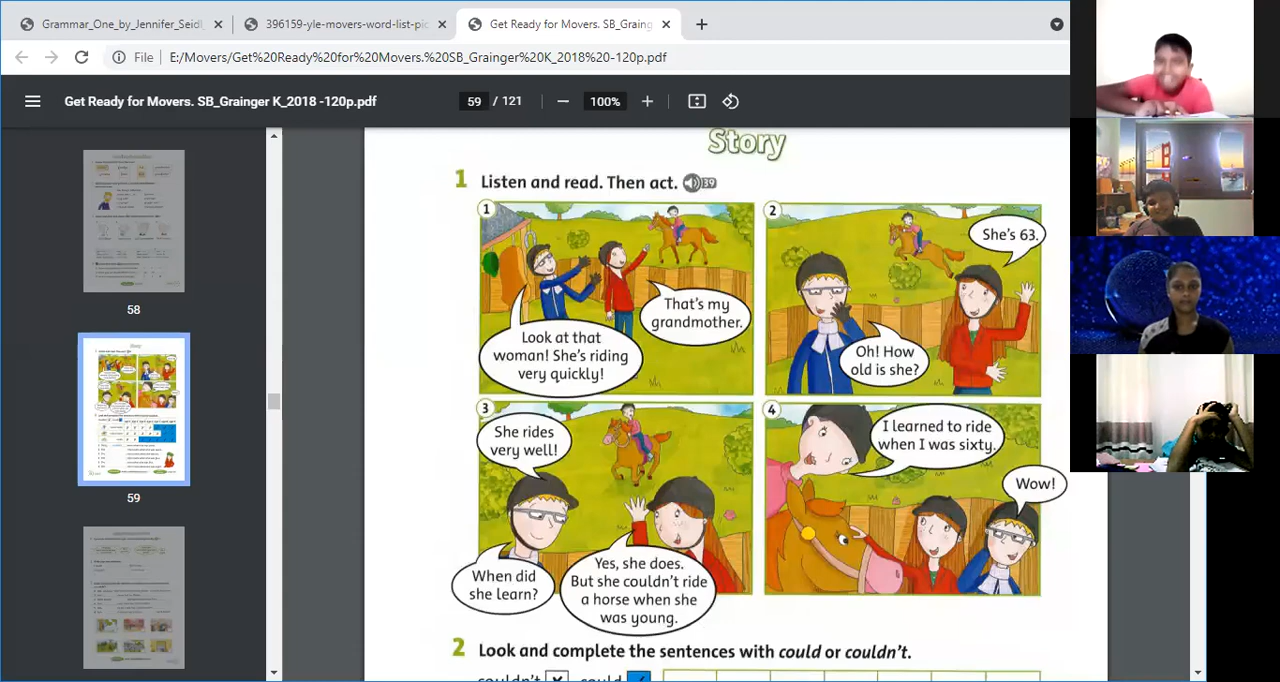 Grammar_One_by_Jennifer_Seidl
396159-yle-movers-word-list-pic
Get Ready for Movers. SB_Graing
File
E:/Movers/Get%20Ready%20for%20Movers.%20SB_Grainger%20K_2018%20-120p.pdf
Get Ready for Movers. SB_Grainger K_2018 -120p.pdf
59 / 121
100%
58
59
Story
1 Listen and read. Then act. 39
1
Look at that
woman! She's riding
very quickly!
That's my
grandmother.
2
Oh! How
old is she?
She's 63.
3
She rides
very well!
When did
she learn?
Yes, she does.
But she couldn't ride
a horse when she
was young.
4
I learned to ride
when I was sixty.
Wow!
2 Look and complete the sentences with could or couldn't.
couldn't could